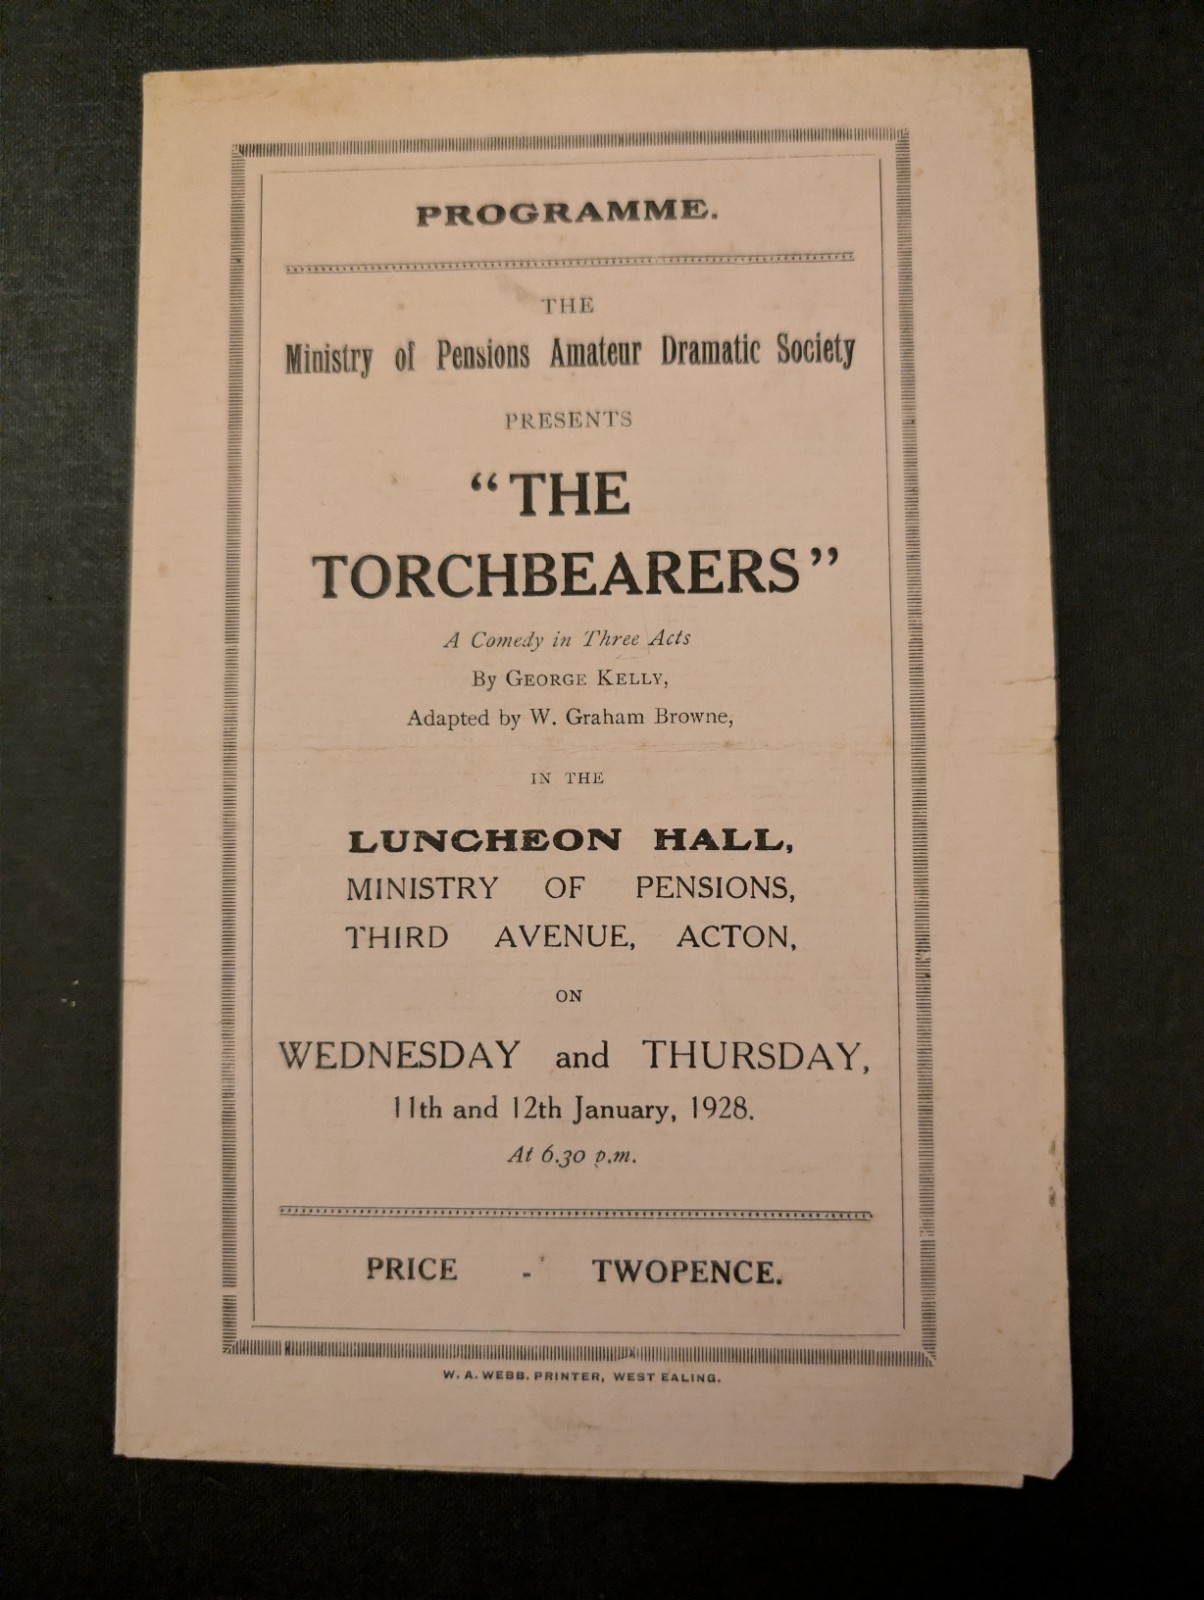 PROGRAMME.
THE
Ministry of Pensions Amateur Dramatic Society
PRESENTS
“THE
TORCHBEARERS”
A Comedy in Three Acts
By GEORGE KELLY,
Adapted by W. Graham Browne,
IN THE
LUNCHEON HALL,
MINISTRY OF PENSIONS,
THIRD AVENUE, ACTON,
ON
WEDNESDAY and THURSDAY,
11th and 12th January, 1928.
At 6.30 p.m.
PRICE - TWOPENCE.
W. A. WEBB. PRINTER, WEST EALING.